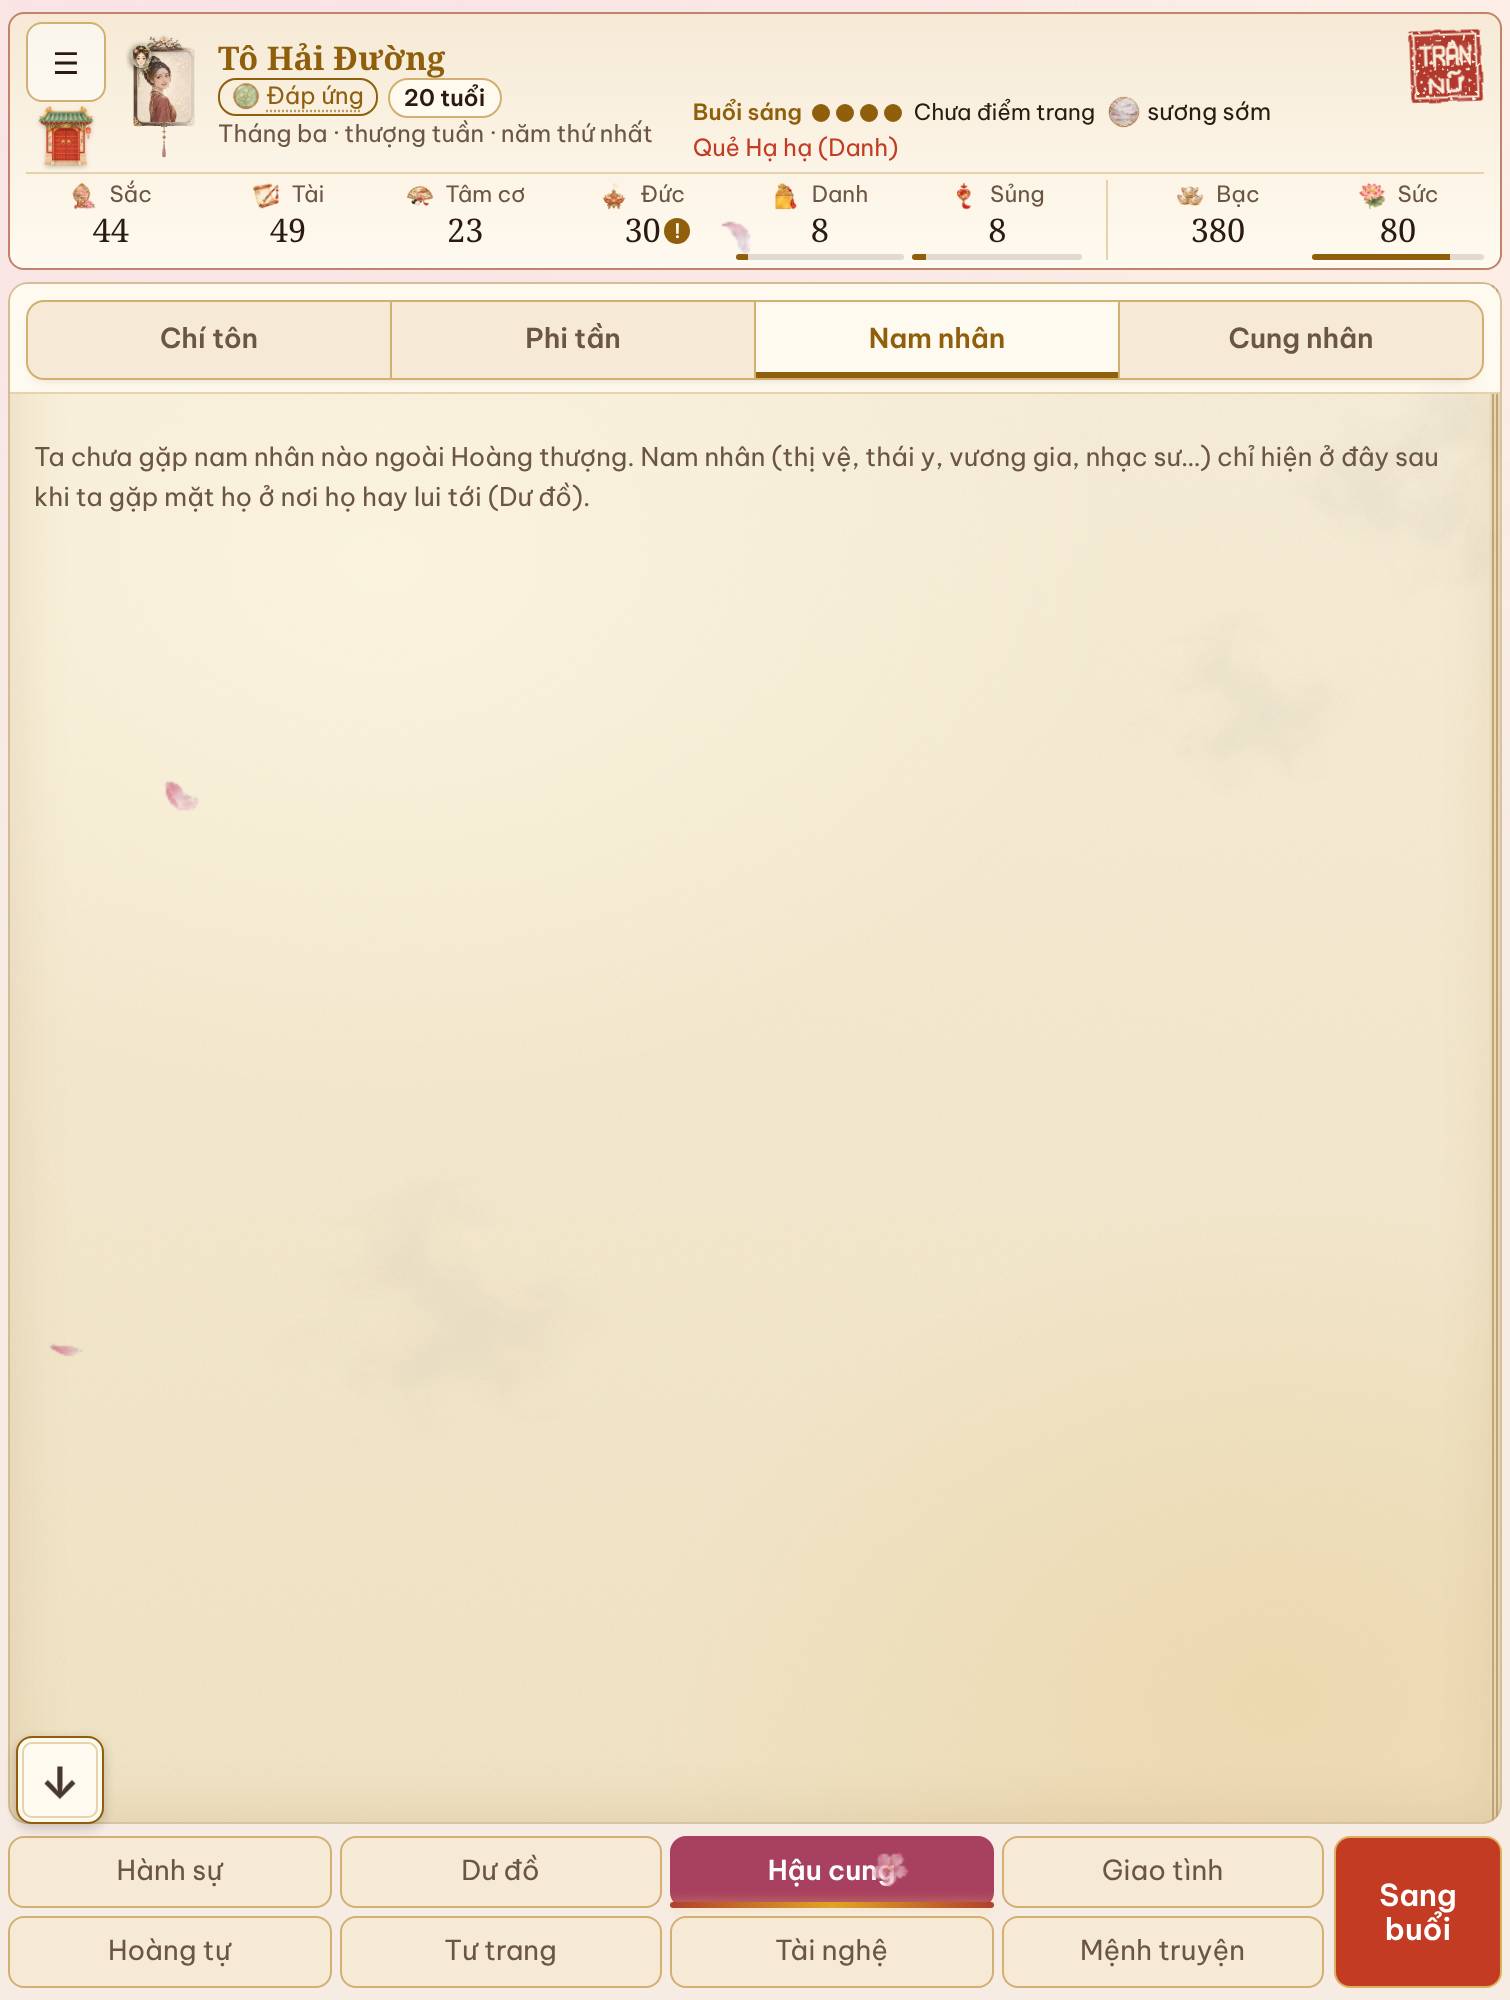 ☰
Tô Hải Đường
Đáp ứng
20 tuổi
Tháng ba · thượng tuần · năm thứ nhất
Buổi sáng
Chưa điểm trang
sương sớm
Quẻ Hạ hạ (Danh)
TRÂN NỮ
Sắc
44
Tài
49
Tâm cơ
23
Đức
30
!
Danh
8
Sủng
8
Bạc
380
Sức
80
Chí tôn
Phi tần
Nam nhân
Cung nhân
Ta chưa gặp nam nhân nào ngoài Hoàng thượng. Nam nhân (thị vệ, thái y, vương gia, nhạc sư...) chỉ hiện ở đây sau
khi ta gặp mặt họ ở nơi họ hay lui tới (Dư đồ).
↓
Hành sự
Dư đồ
Hậu cung
Giao tình
Sang
buổi
Hoàng tự
Tư trang
Tài nghệ
Mệnh truyện